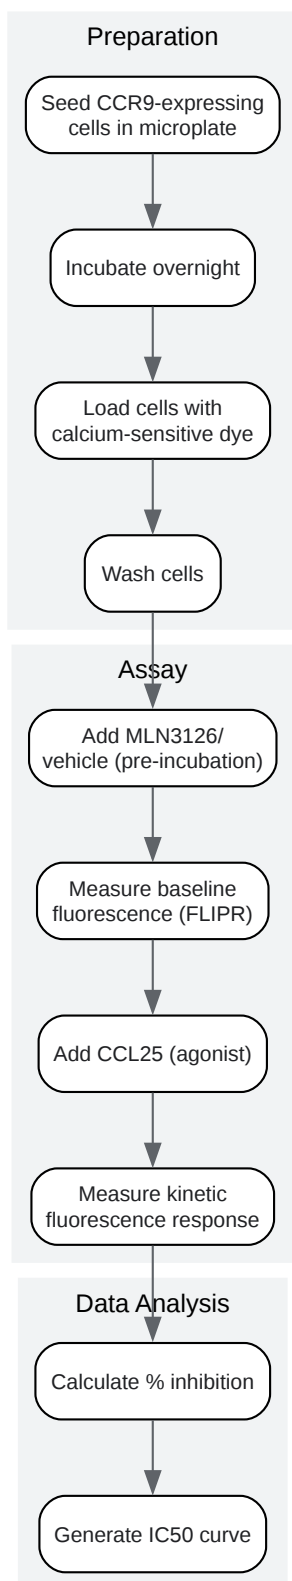 Preparation
Seed CCR9-expressing
cells in microplate
Incubate overnight
Load cells with
calcium-sensitive dye
Wash cells
Assay
Add MLN3126/
vehicle (pre-incubation)
Measure baseline
fluorescence (FLIPR)
Add CCL25 (agonist)
Measure kinetic
fluorescence response
Data Analysis
Calculate % inhibition
Generate IC50 curve